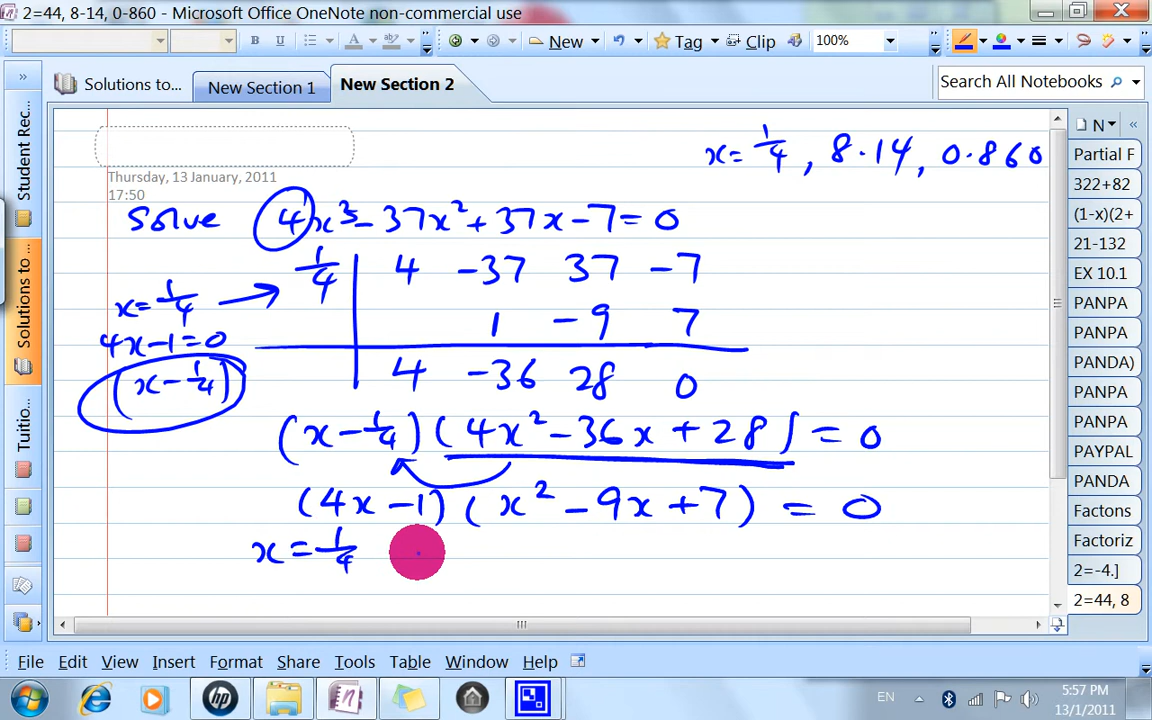 2=44, 8-14, 0-860 - Microsoft Office OneNote non-commercial use
B U A ab New Tag Clip 100%
» Solutions to... New Section 1 New Section 2 Search All Notebooks
Student Rec...
Solutions to...
Tuitio...
N «
Partial F
322+82
(1-x)(2+
21-132
EX 10.1
PANPA
PANPA
PANDA)
PANPA
PANPA
PAYPAL
PANDA
Factoriz
2=-4.]
2=44, 8
x=1/4, 8·14, 0·860
Thursday, 13 January, 2011
17:50
Solve 4x³-37x²+37x-7=0
1/4 4 -37 37 -7
x=1/4
1 -9 7
4x-1=0
(x-1/4)
4 -36 28 0
(x-1/4)(4x²-36x+28)=0
(4x-1)(x²-9x+7)=0
x=1/4
File Edit View Insert Format Share Tools Table Window Help
EN 5:57 PM
13/1/2011